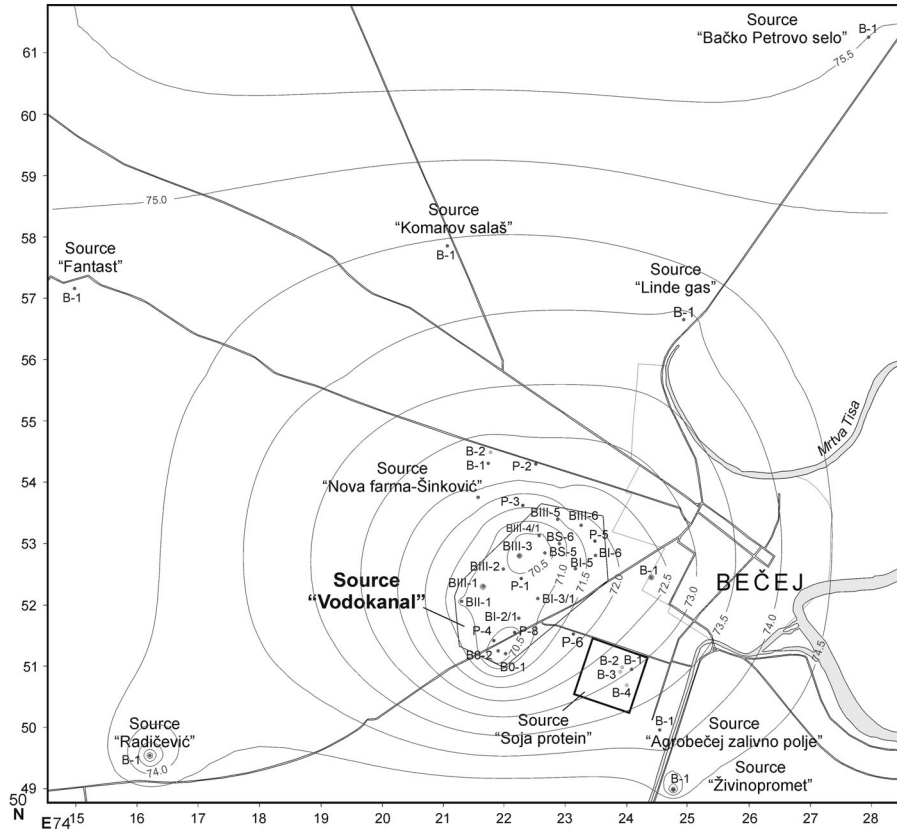 61
Source
“Bačko Petrovo selo”
B-1
75.5
60
59
75.0
58
Source
“Komarov salaš”
B-1
Source
“Fantast”
B-1
57
Source
“Linde gas”
B-1
56
55
Mrtva Tisa
54
B-2
B-1
P-2
Source
“Nova farma-Šinković”
53
P-3
BIII-5
BIII-6
BIII-4/1
BS-6
P-5
BIII-3
BS-5
BI-6
BIII-2
70.5
71.0
BI-5
Source
“Vodokanal”
BIII-1
P-1
71.5
72.0
B-1
72.5
BEČEJ
52
BII-1
BI-3/1
73.0
BI-2/1
73.5
74.0
74.5
P-4
P-8
P-6
51
B0-2
70.5
B0-1
B-2
B-1
B-3
B-4
50
Source
“Radičević”
B-1
74.0
Source
“Soja protein”
B-1
Source
“Agrobečej zalivno polje”
Source
“Živinopromet”
B-1
49
50
N
E74
15
16
17
18
19
20
21
22
23
24
25
26
27
28